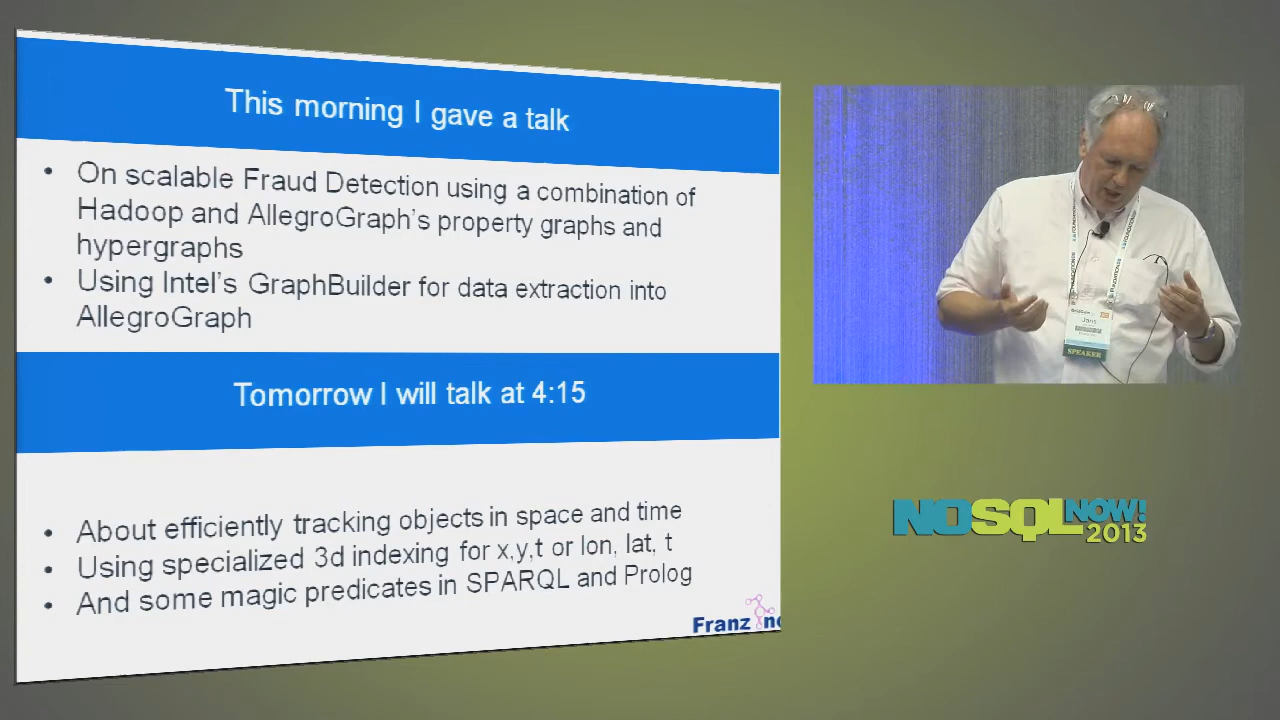 This morning I gave a talk
• On scalable Fraud Detection using a combination of
Hadoop and AllegroGraph's property graphs and
hypergraphs
• Using Intel's GraphBuilder for data extraction into
AllegroGraph
Tomorrow I will talk at 4:15
• About efficiently tracking objects in space and time
• Using specialized 3d indexing for x,y,t or lon, lat, t
• And some magic predicates in SPARQL and Prolog
Franz
Jans
SPEAKER
NOSQL NOW!
2013